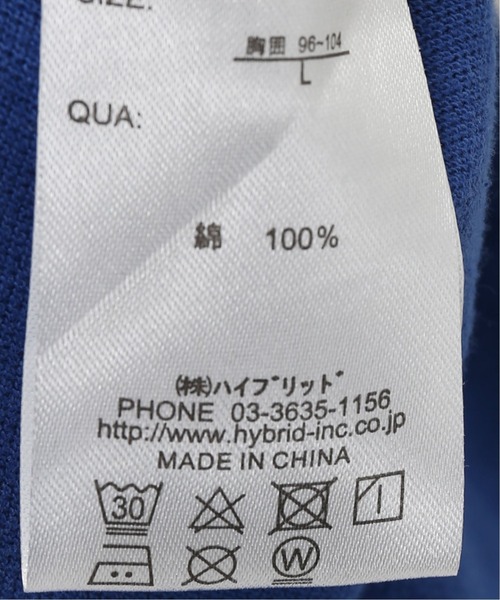 SIZE:
胸囲 96~104
L
QUA:
綿 100%
㈱ハイブリッド
PHONE 03-3635-1156
http://www.hybrid-inc.co.jp
MADE IN CHINA
30
W